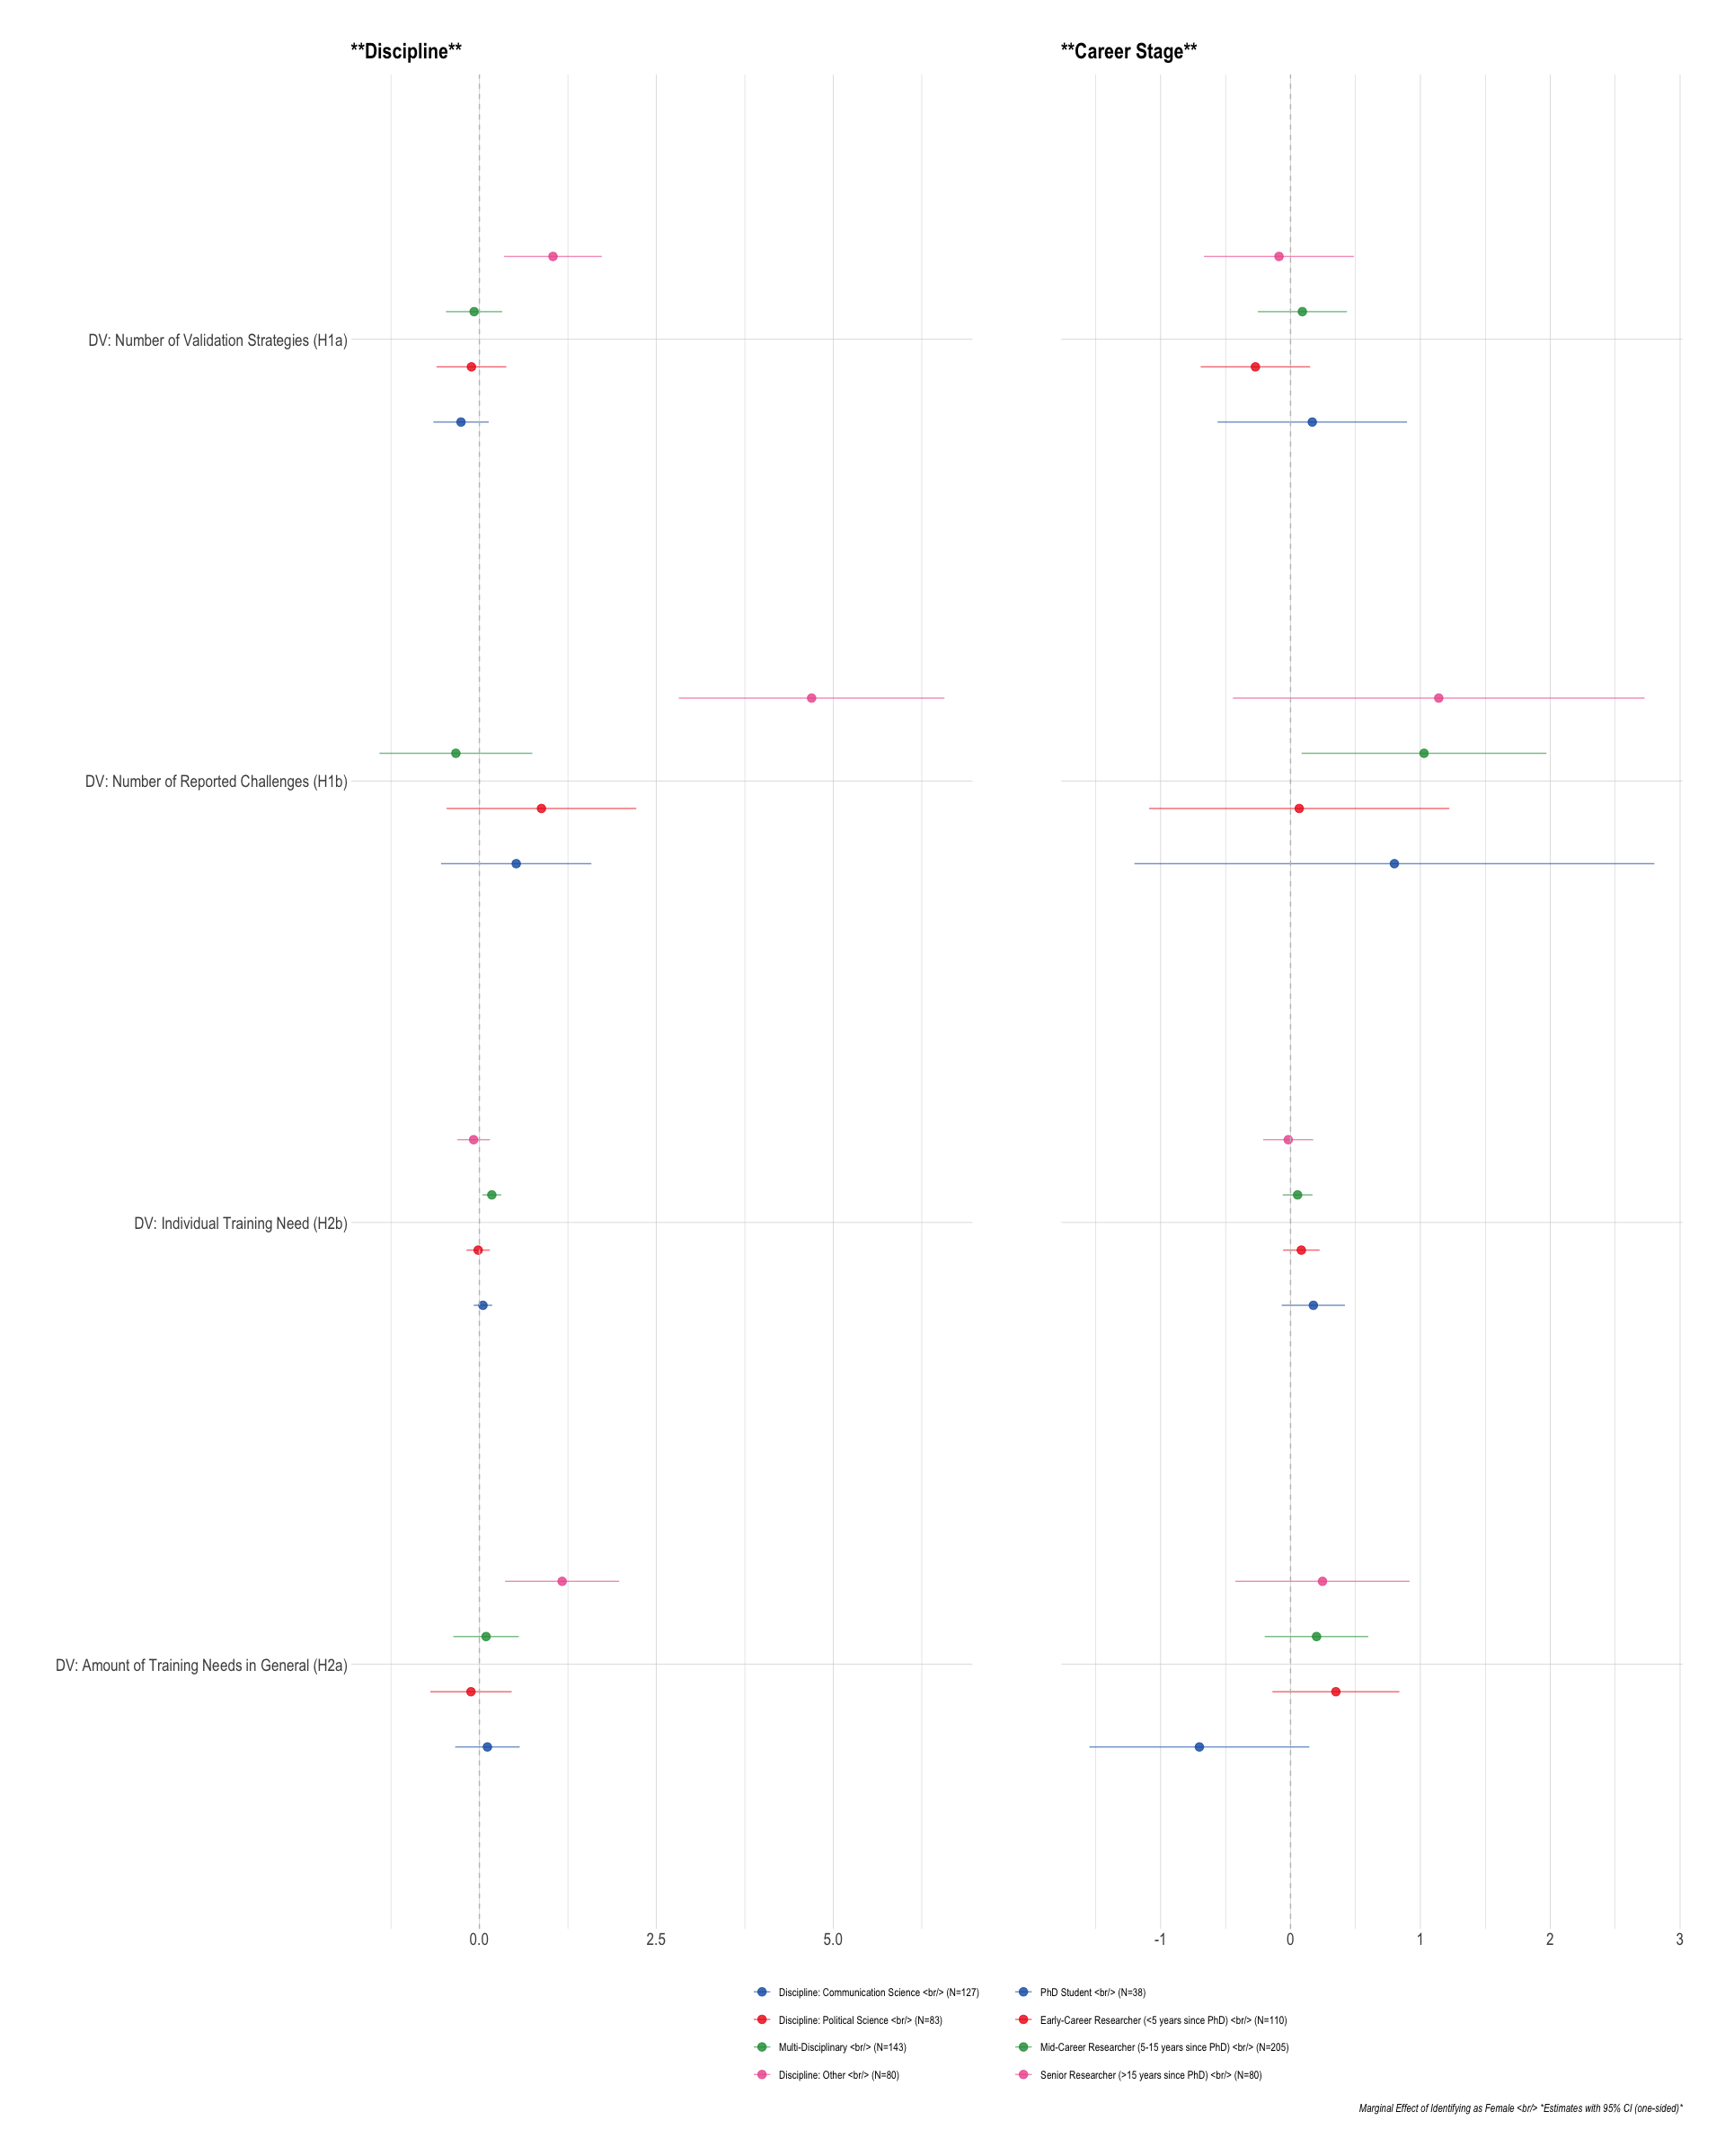 **Discipline**
**Career Stage**
DV: Number of Validation Strategies (H1a)
DV: Number of Reported Challenges (H1b)
DV: Individual Training Need (H2b)
DV: Amount of Training Needs in General (H2a)
0.0 2.5 5.0
-1 0 1 2 3
Discipline: Communication Science <br/> (N=127)
Discipline: Political Science <br/> (N=83)
Multi-Disciplinary <br/> (N=143)
Discipline: Other <br/> (N=80)
PhD Student <br/> (N=38)
Early-Career Researcher (<5 years since PhD) <br/> (N=110)
Mid-Career Researcher (5-15 years since PhD) <br/> (N=205)
Senior Researcher (>15 years since PhD) <br/> (N=80)
Marginal Effect of Identifying as Female <br/> *Estimates with 95% CI (one-sided)*